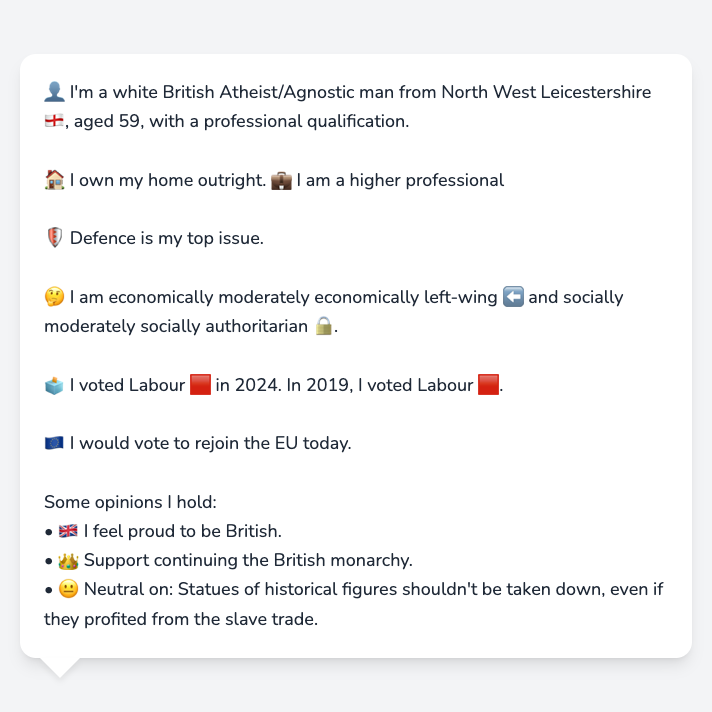 👤 I'm a white British Atheist/Agnostic man from North West Leicestershire
🏴󠁧󠁢󠁥󠁮󠁧󠁿, aged 59, with a professional qualification.
🏠 I own my home outright. 💼 I am a higher professional
🛡️ Defence is my top issue.
🤔 I am economically moderately economically left-wing ⬅️ and socially
moderately socially authoritarian 🔒.
🗳️ I voted Labour 🟥 in 2024. In 2019, I voted Labour 🟥.
🇪🇺 I would vote to rejoin the EU today.
Some opinions I hold:
• 🇬🇧 I feel proud to be British.
• 👑 Support continuing the British monarchy.
• 😐 Neutral on: Statues of historical figures shouldn't be taken down, even if
they profited from the slave trade.